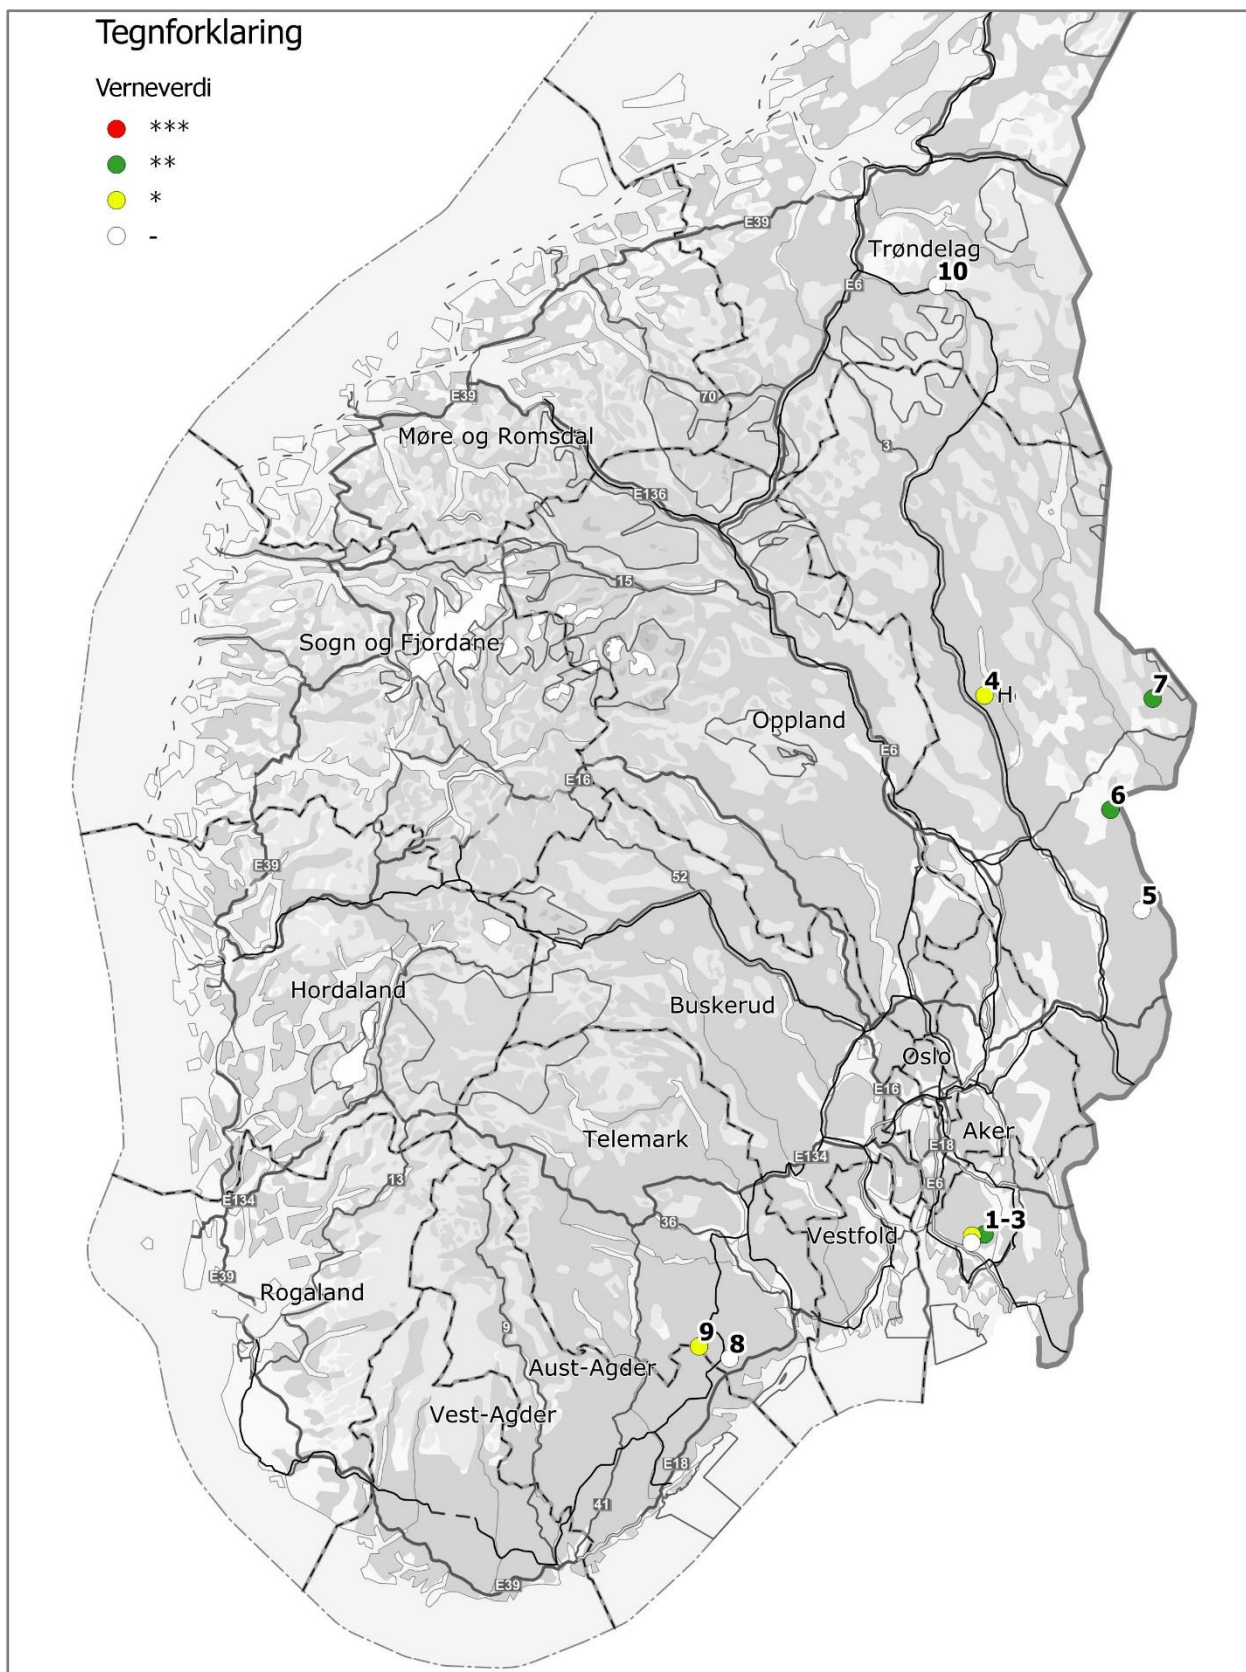 Tegnforklaring
Verneverdi
***
**
*
-
E39
Trøndelag
10
E6
E39
70
Møre og Romsdal
3
E136
15
Sogn og Fjordane
4
H
7
Oppland
E6
E16
6
E39
52
5
Hordaland
Buskerud
Oslo
E16
Telemark
Aker
E18
E134
13
E6
E134
36
Vestfold
1-3
E39
Rogaland
9
9
8
Aust-Agder
Vest-Agder
E18
41
E39